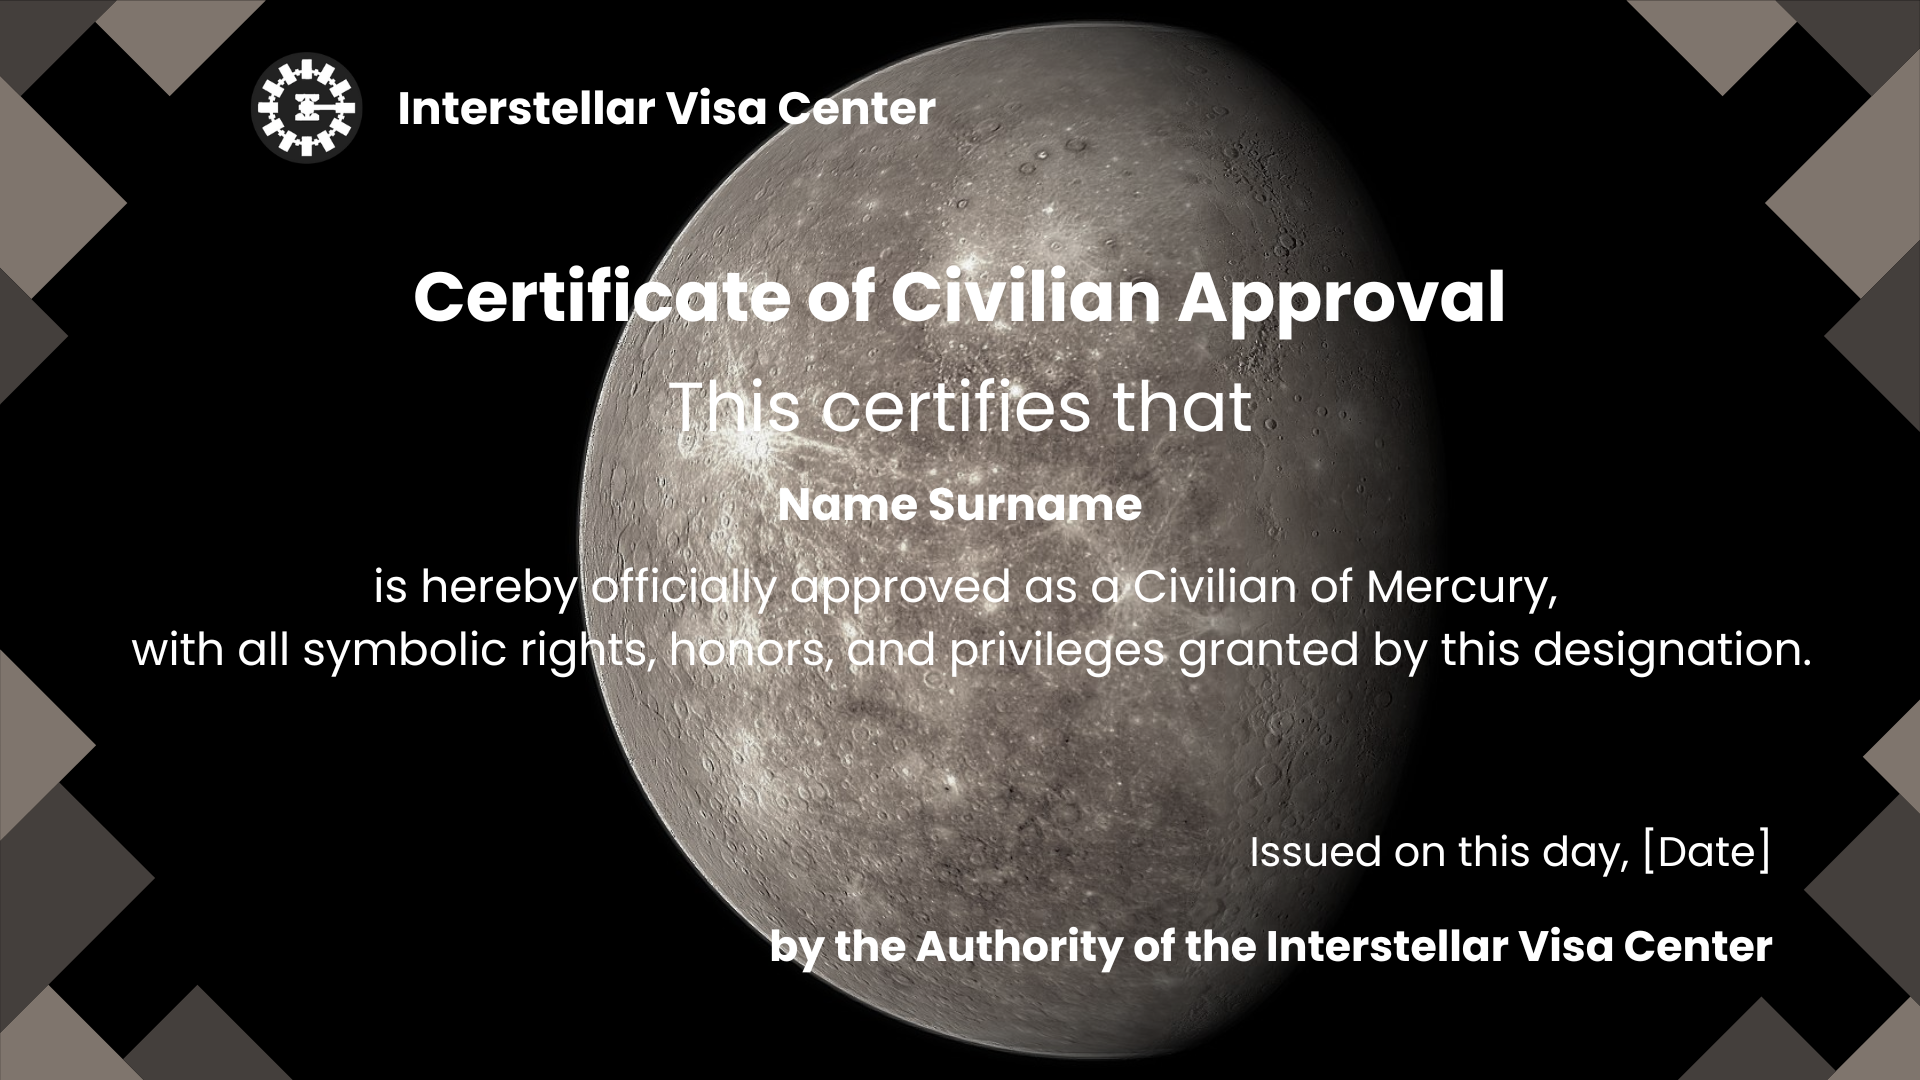 Interstellar Visa Center
Certificate of Civilian Approval
This certifies that
Name Surname
is hereby officially approved as a Civilian of Mercury,
with all symbolic rights, honors, and privileges granted by this designation.
Issued on this day, [Date]
by the Authority of the Interstellar Visa Center